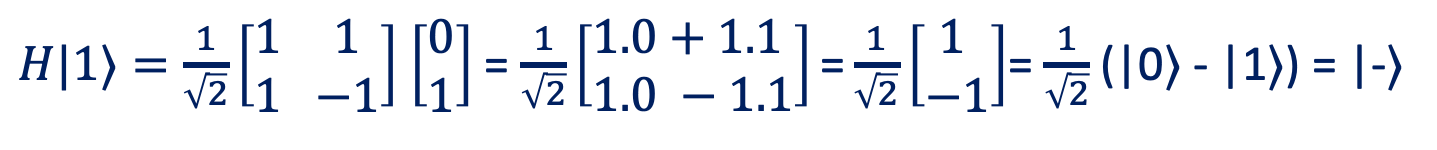 H|1⟩ = 1/√2 [1 1; 1 −1] [0; 1] = 1/√2 [1.0 + 1.1; 1.0 − 1.1] = 1/√2 [1; −1] = 1/√2 (|0⟩ - |1⟩) = |-⟩